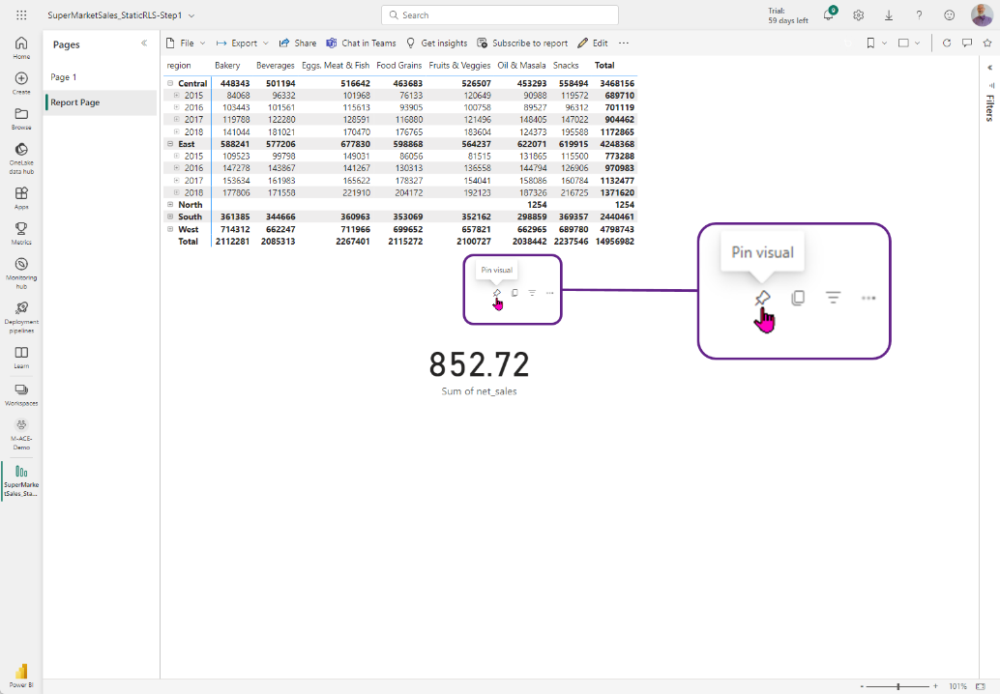 SuperMarketSales_StaticRLS-Step1
Search
Trial:
59 days left
9
Home
Create
Browse
OneLake
data hub
Apps
Metrics
Monitoring
hub
Deployment
pipelines
Learn
Workspaces
M-ACE-
Demo
SuperMarke
tSales_Sta...
Power BI
Pages
Page 1
Report Page
File Export Share Chat in Teams Get insights Subscribe to report Edit ...
Filters
region Bakery Beverages Eggs, Meat & Fish Food Grains Fruits & Veggies Oil & Masala Snacks Total
Central 448343 501194 516642 463683 526507 453293 558494 3468156
2015 84068 96332 101968 76133 120649 90988 119572 689710
2016 103443 101561 115613 93905 100758 89527 96312 701119
2017 119788 122280 128591 116880 121496 148405 147022 904462
2018 141044 181021 170470 176765 183604 124373 195588 1172865
East 588241 577206 677830 598868 564237 622071 619915 4248368
2015 109523 99798 149031 86056 81515 131865 115500 773288
2016 147278 143867 141267 130313 136558 144794 126906 970983
2017 153634 161983 165622 178327 154041 158086 160784 1132477
2018 177806 171558 221910 204172 192123 187326 216725 1371620
North 1254 1254
South 361385 344666 360963 353069 352162 298859 369357 2440461
West 714312 662247 711966 699652 657821 662965 689780 4798743
Total 2112281 2085313 2267401 2115272 2100727 2038442 2237546 14956982
Pin visual
Pin visual
852.72
Sum of net_sales
- + 101%